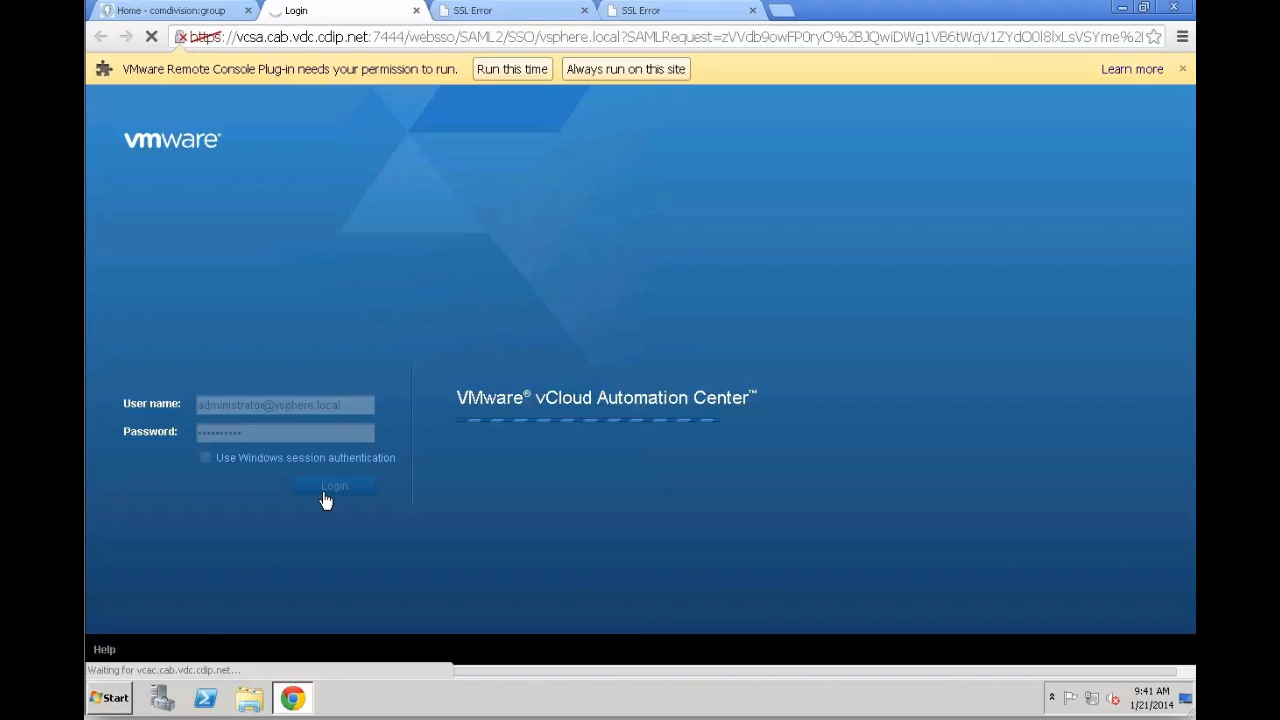 Home - comdivision:group
Login
SSL Error
SSL Error
https://vcsa.cab.vdc.cdip.net:7444/websso/SAML2/SSO/vsphere.local?SAMLRequest=
VMware Remote Console Plug-in needs your permission to run.
Run this time
Always run on this site
Learn more
vmware
User name:
administrator@vsphere.local
VMware® vCloud Automation Center™
Password:
Use Windows session authentication
Login
Help
Waiting for vcac.cab.vdc.cdip.net...
Start
9:41 AM
1/21/2014